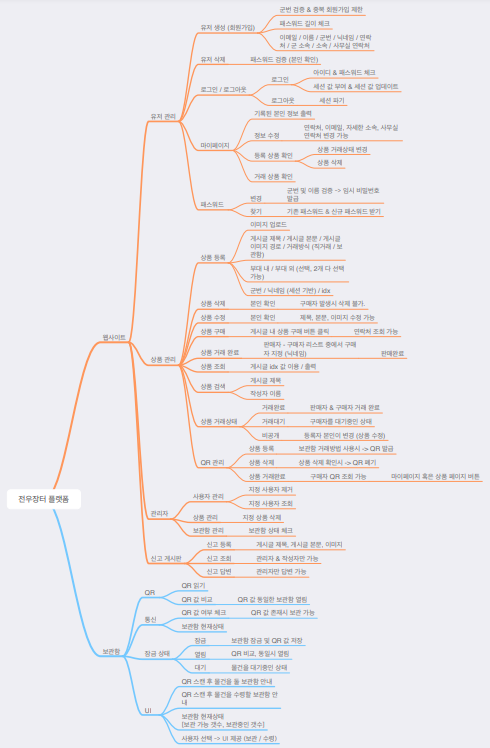 군번 검증 & 중복 회원가입 제한
유저 생성 (회원가입)
패스워드 길이 체크
이메일 / 이름 / 군번 / 닉네임 / 연락
처 / 군 소속 / 소속 / 사무실 연락처
유저 삭제
패스워드 검증 (본인 확인)
로그인 / 로그아웃
로그인
아이디 & 패스워드 체크
세션 값 부여 & 세션 값 업데이트
로그아웃
세션 파기
유저 관리
마이페이지
기록된 본인 정보 출력
정보 수정
연락처, 이메일, 자세한 소속, 사무실
연락처 변경 가능
등록 상품 확인
상품 거래상태 변경
상품 삭제
거래 상품 확인
패스워드
변경
군번 및 이름 검증 -> 임시 비밀번호
발급
찾기
기존 패스워드 & 신규 패스워드 받기
상품 등록
이미지 업로드
게시글 제목 / 게시글 본문 / 게시글
이미지 경로 / 거래방식 (직거래 / 보
관함)
부대 내 / 부대 외 (선택, 2개 다 선택
가능)
군번 / 닉네임 (세션 기반) / idx
상품 삭제
본인 확인
구매자 발생시 삭제 불가
상품 수정
본인 확인
제목, 본문, 이미지 수정 가능
웹사이트
상품 구매
게시글 내 상품 구매 버튼 클릭
연락처 조회 가능
상품 거래 완료
판매자 - 구매자 리스트 중에서 구매
자 지정 (닉네임)
판매완료
상품 관리
상품 조회
게시글 idx 값 이용 / 출력
상품 검색
게시글 제목
작성자 이름
상품 거래상태
거래완료
판매자 & 구매자 거래 완료
거래대기
구매자를 대기중인 상태
비공개
등록자 본인이 변경 (상품 수정)
QR 관리
상품 등록
보관함 거래방법 사용시 -> QR 발급
상품 삭제
상품 삭제 확인시 -> QR 폐기
상품 거래완료
구매자 QR 조회 가능
마이페이지 혹은 상품 페이지 버튼
전우장터 플랫폼
관리자
사용자 관리
지정 사용자 제거
지정 사용자 조회
상품 관리
지정 상품 삭제
보관함 관리
보관함 상태 체크
신고 게시판
신고 등록
게시글 제목, 게시글 본문, 이미지
신고 조회
관리자 & 작성자만 가능
신고 답변
관리자만 답변 가능
QR
QR 읽기
QR 값 비교
QR 값 동일한 보관함 열림
통신
QR 값 여부 체크
QR 값 존재시 보관 가능
보관함 현재상태
보관함
잠금 상태
잠금
보관함 잠금 및 QR 값 저장
열림
QR 비교, 동일시 열림
대기
물건을 대기중인 상태
UI
QR 스캔 후 물건을 둘 보관함 안내
QR 스캔 후 물건을 수령할 보관함 안
내
보관함 현재상태
(보관 가능 갯수, 보관중인 갯수)
사용자 선택 -> UI 제공 (보관 / 수령)